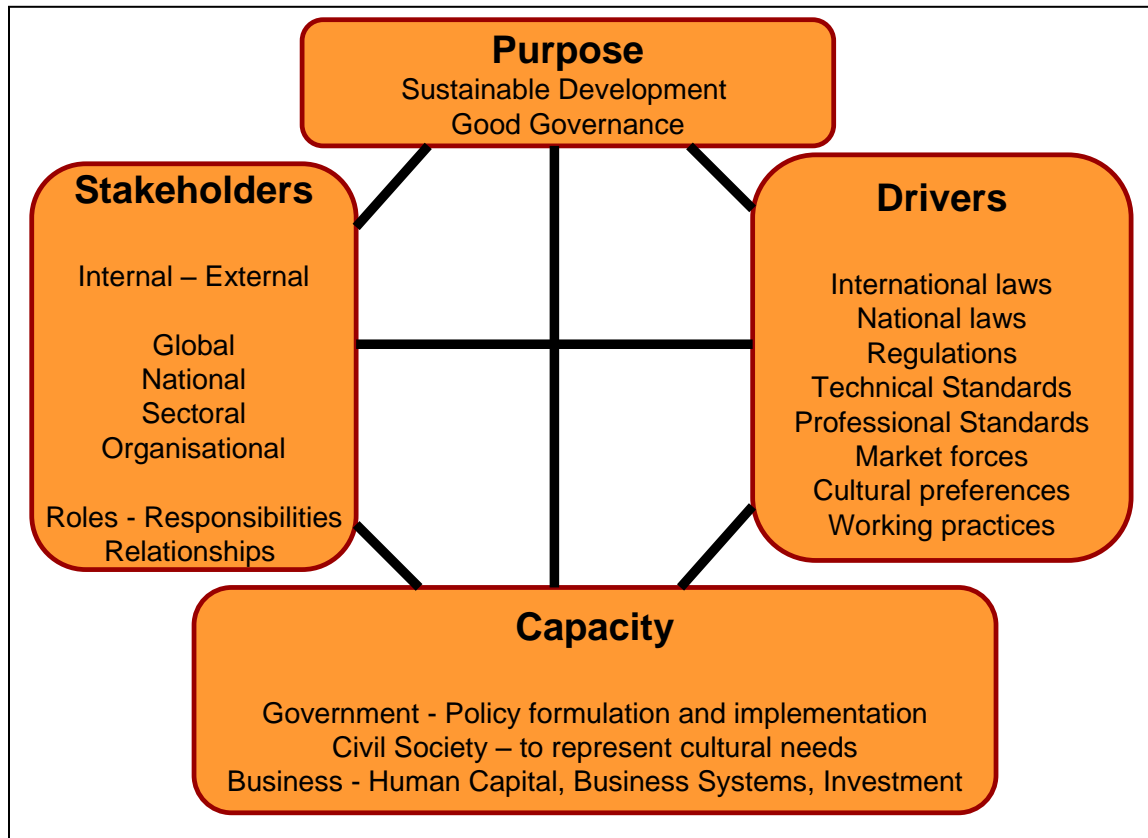 Purpose
Sustainable Development
Good Governance
Stakeholders
Internal – External
Global
National
Sectoral
Organisational
Roles - Responsibilities
Relationships
Drivers
International laws
National laws
Regulations
Technical Standards
Professional Standards
Market forces
Cultural preferences
Working practices
Capacity
Government - Policy formulation and implementation
Civil Society – to represent cultural needs
Business - Human Capital, Business Systems, Investment